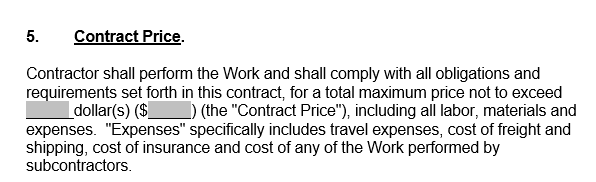 5. Contract Price.
Contractor shall perform the Work and shall comply with all obligations and
requirements set forth in this contract, for a total maximum price not to exceed
______dollar(s) ($_____) (the "Contract Price"), including all labor, materials and
expenses. "Expenses" specifically includes travel expenses, cost of freight and
shipping, cost of insurance and cost of any of the Work performed by
subcontractors.